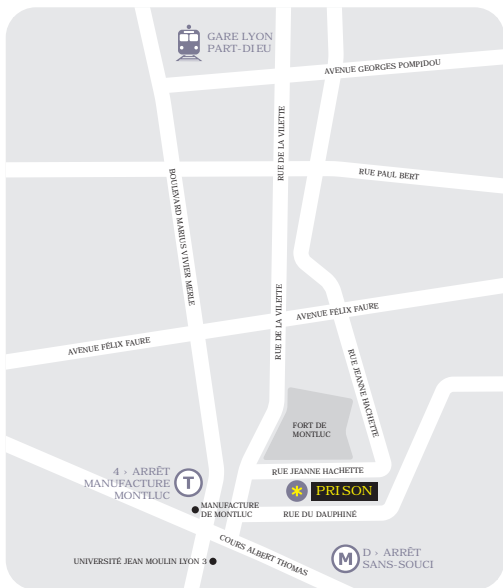 GARE LYON
PART-DIEU
AVENUE GEORGES POMPIDOU
RUE DE LA VILETTE
RUE PAUL BERT
BOULEVARD MARIUS VIVIER MERLE
RUE DE LA VILETTE
AVENUE FÉLIX FAURE
AVENUE FÉLIX FAURE
RUE JEANNE HACHETTE
FORT DE
MONTLUC
4 › ARRÊT
MANUFACTURE
MONTLUC
T
RUE JEANNE HACHETTE
PRISON
MANUFACTURE
DE MONTLUC
RUE DU DAUPHINÉ
COURS ALBERT THOMAS
UNIVERSITÉ JEAN MOULIN LYON 3
M
D › ARRÊT
SANS-SOUCI